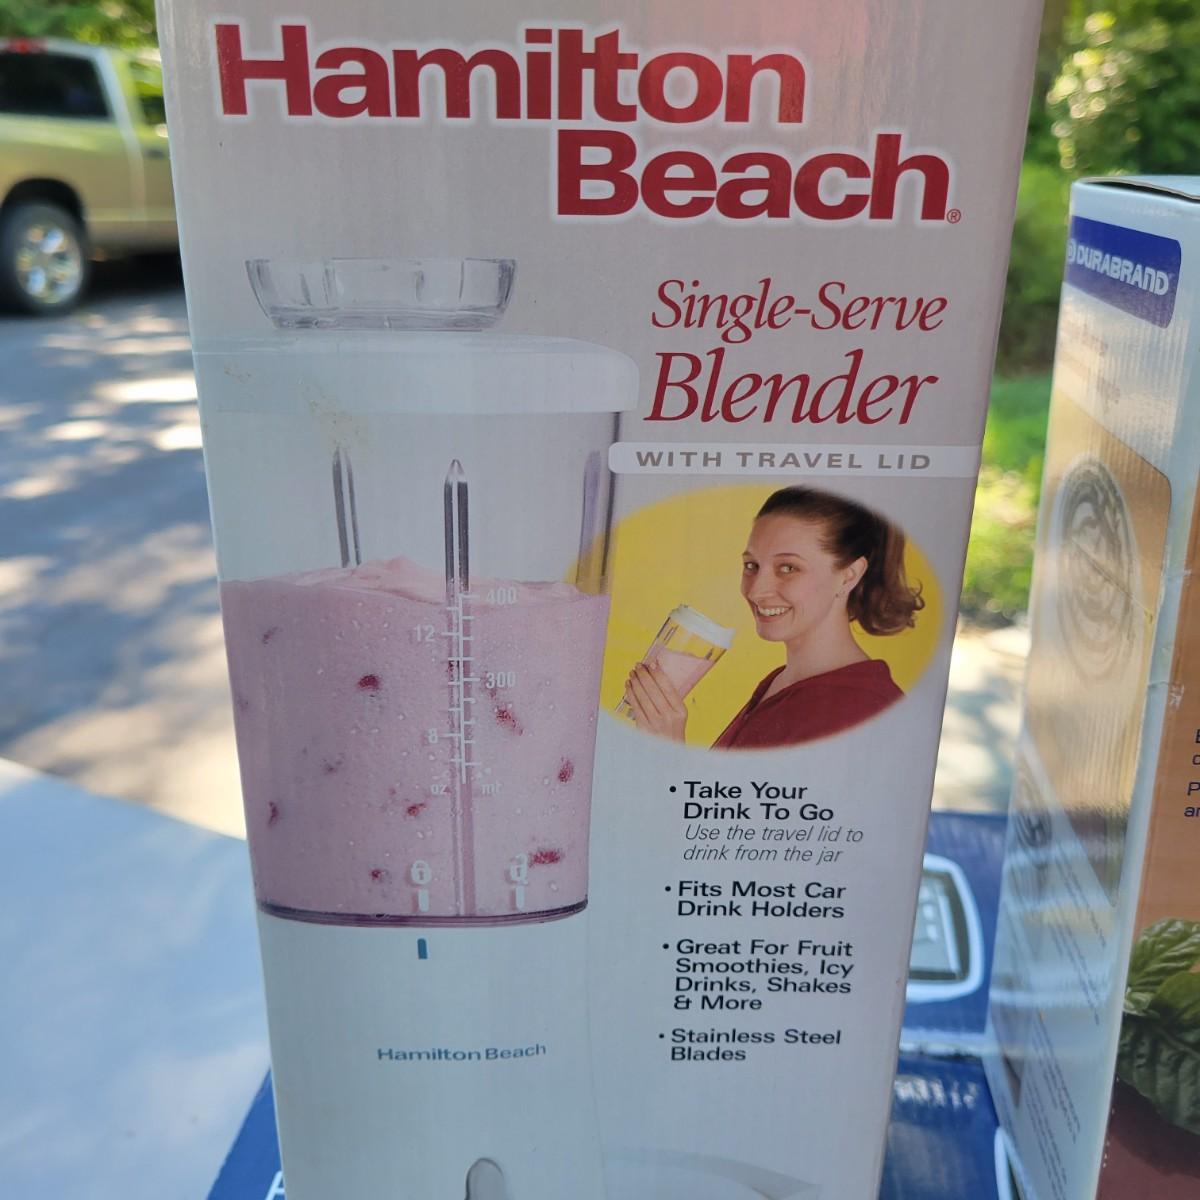 Hamilton
Beach®
Single-Serve
Blender
WITH TRAVEL LID
400
12
300
8
oz ml
• Take Your
Drink To Go
Use the travel lid to
drink from the jar
• Fits Most Car
Drink Holders
• Great For Fruit
Smoothies, Icy
Drinks, Shakes
& More
• Stainless Steel
Blades
Hamilton Beach
DURABRAND